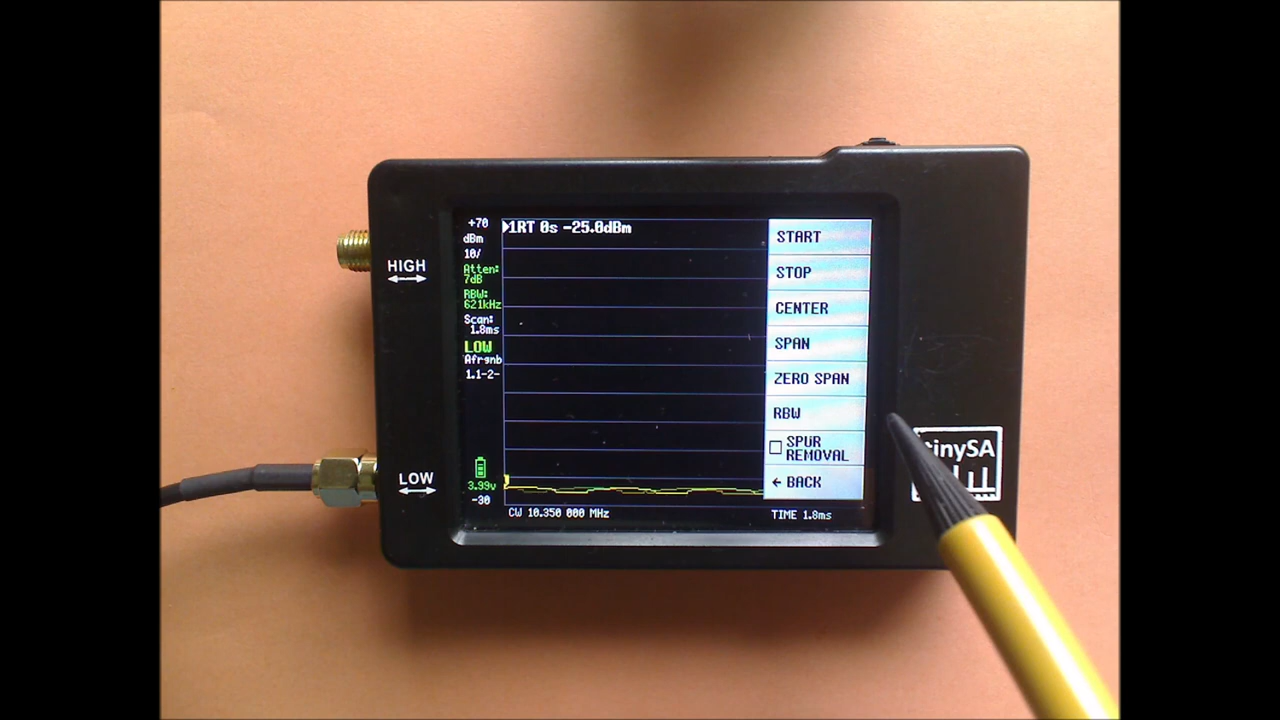 +70
dBm
10/
Atten:
7dB
RBW:
621kHz
Scan:
1.8ms
LOW
1.1-2-
3.99v
-30
▶1RT 0s -25.0dBm
START
STOP
CENTER
SPAN
ZERO SPAN
RBW
SPUR
REMOVAL
← BACK
CW 10.350 000 MHz
TIME 1.8ms
HIGH
LOW
tinySA